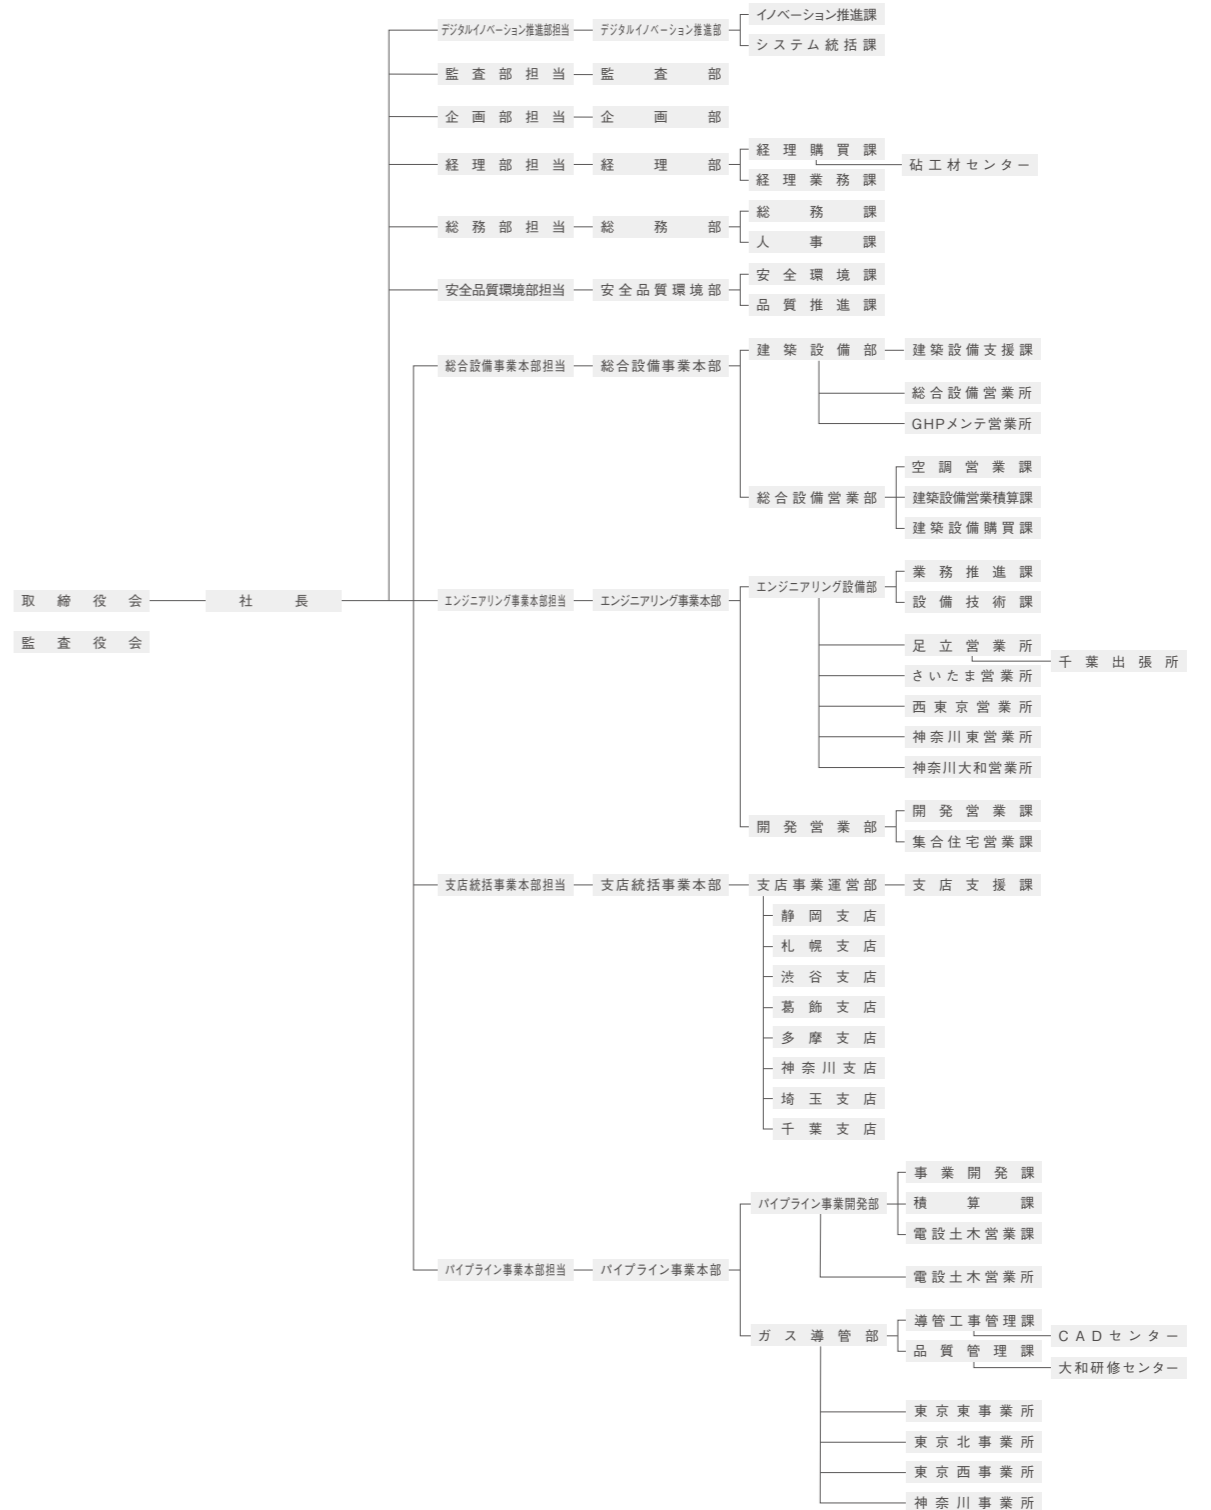 取締役会
社長
監査役会
デジタルイノベーション推進部担当
デジタルイノベーション推進部
イノベーション推進課
システム統括課
監査部担当
監査部
企画部担当
企画部
経理部担当
経理部
経理購買課
砧工材センター
経理業務課
総務部担当
総務部
総務課
人事課
安全品質環境部担当
安全品質環境部
安全環境課
品質推進課
総合設備事業本部担当
総合設備事業本部
建築設備部
建築設備支援課
総合設備営業所
GHPメンテ営業所
総合設備営業部
空調営業課
建築設備営業積算課
建築設備購買課
エンジニアリング事業本部担当
エンジニアリング事業本部
エンジニアリング設備部
業務推進課
設備技術課
足立営業所
千葉出張所
さいたま営業所
西東京営業所
神奈川東営業所
神奈川大和営業所
開発営業部
開発営業課
集合住宅営業課
支店統括事業本部担当
支店統括事業本部
支店事業運営部
支店支援課
静岡支店
札幌支店
渋谷支店
葛飾支店
多摩支店
神奈川支店
埼玉支店
千葉支店
パイプライン事業本部担当
パイプライン事業本部
パイプライン事業開発部
事業開発課
積算課
電設土木営業課
電設土木営業所
ガス導管部
導管工事管理課
CADセンター
品質管理課
大和研修センター
東京東事業所
東京北事業所
東京西事業所
神奈川事業所